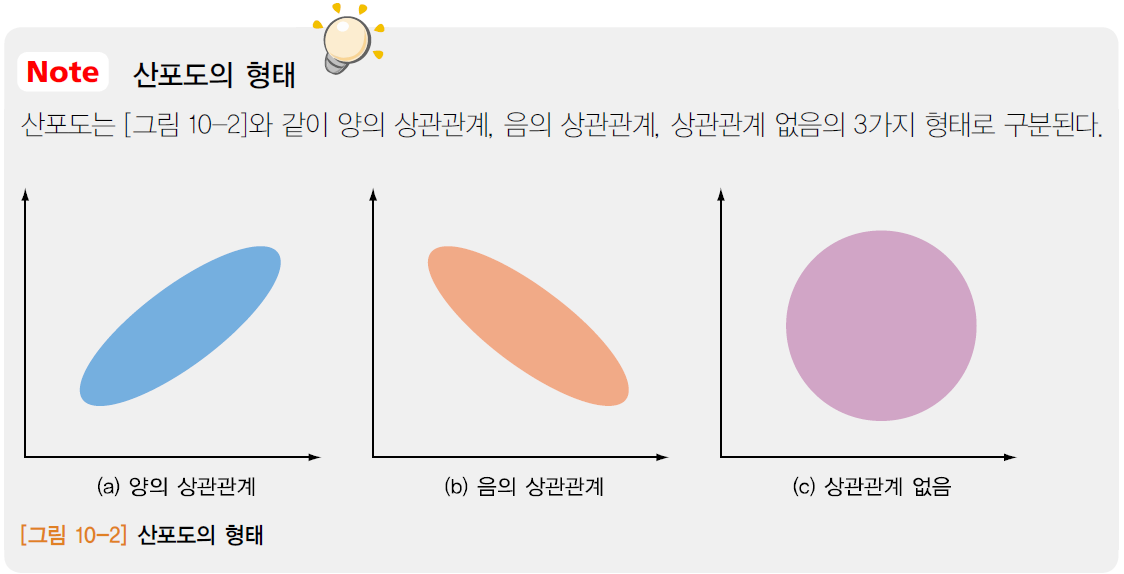 Note 산포도의 형태
산포도는 [그림 10-2]와 같이 양의 상관관계, 음의 상관관계, 상관관계 없음의 3가지 형태로 구분된다.
(a) 양의 상관관계
(b) 음의 상관관계
(c) 상관관계 없음
[그림 10-2] 산포도의 형태